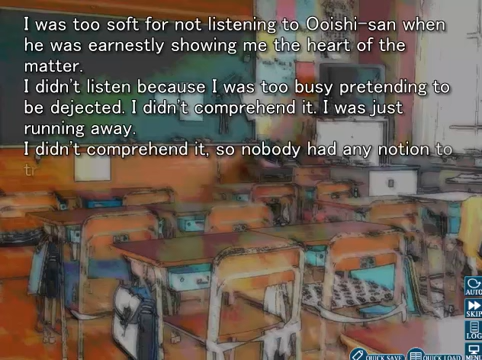 I was too soft for not listening to Ooishi-san when
he was earnestly showing me the heart of the
matter.
I didn't listen because I was too busy pretending to
be dejected. I didn't comprehend it. I was just
running away.
I didn't comprehend it, so nobody had any notion to
AUTO
SKIP
LOG
QUICK SAVE
QUICK LOAD
MENU